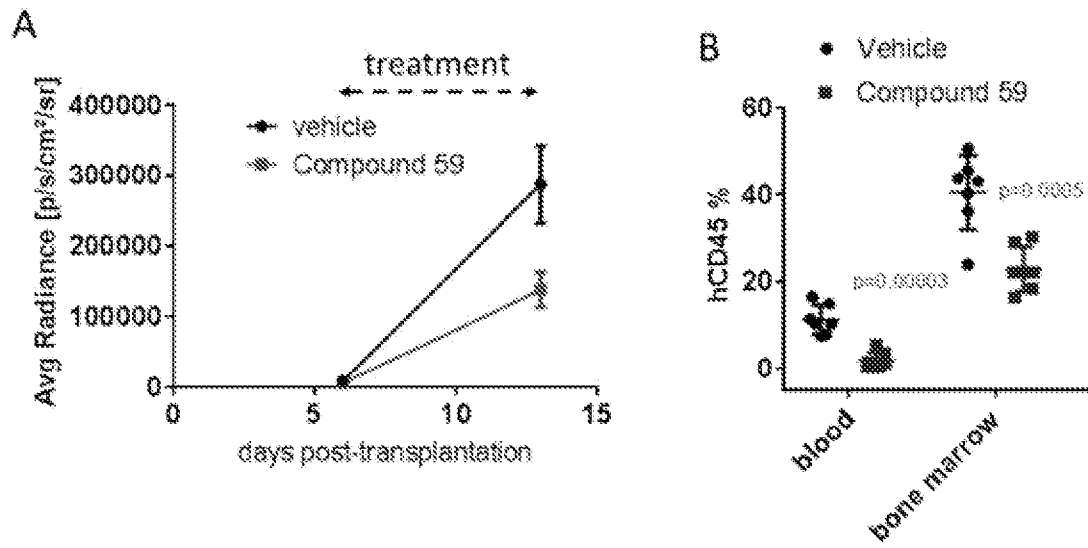 A
treatment
Avg Radiance [p/s/cm²/sr]
400000
300000
200000
100000
0
vehicle
Compound 59
0
5
10
15
days post-transplantation
B
Vehicle
Compound 59
hCD45 %
60
40
20
0
p=0.00003
p=0.0005
blood
bone marrow